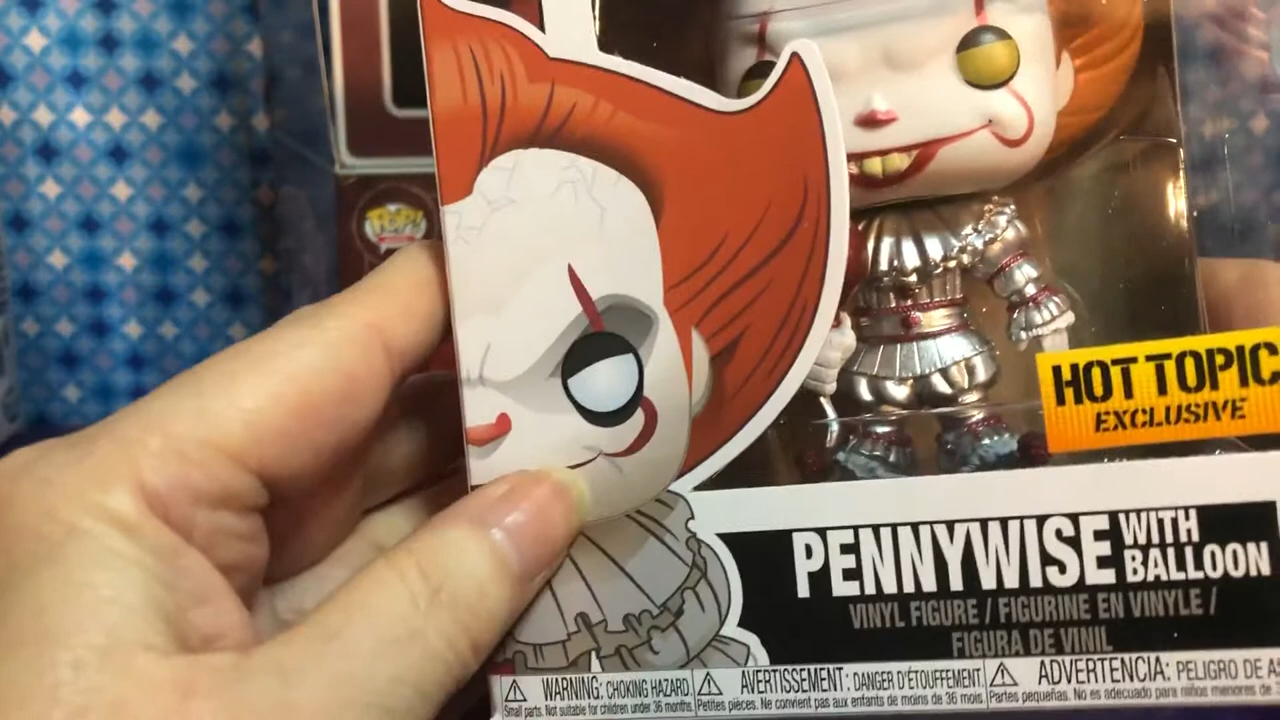 POP!
HOT TOPIC
EXCLUSIVE
PENNYWISE WITH BALLOON
VINYL FIGURE / FIGURINE EN VINYLE /
FIGURA DE VINIL
WARNING: CHOKING HAZARD.
Small parts. Not suitable for children under 36 months.
AVERTISSEMENT: DANGER D'ÉTOUFFEMENT.
Petites pièces. Ne convient pas aux enfants de moins de 36 mois.
ADVERTENCIA: PELIGRO DE
Partes pequeñas. No es adecuado para niños menores de